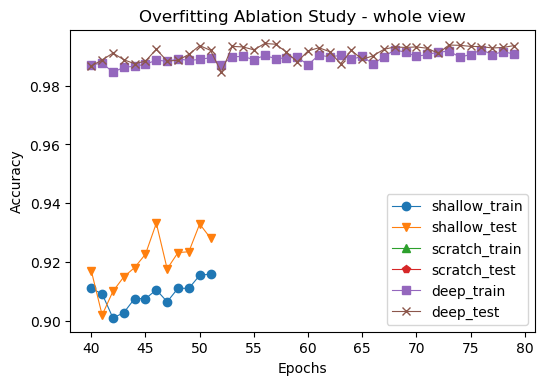 Overfitting Ablation Study - whole view
Accuracy
0.98
0.96
0.94
0.92
0.90
shallow_train
shallow_test
scratch_train
scratch_test
deep_train
deep_test
40 45 50 55 60 65 70 75 80
Epochs